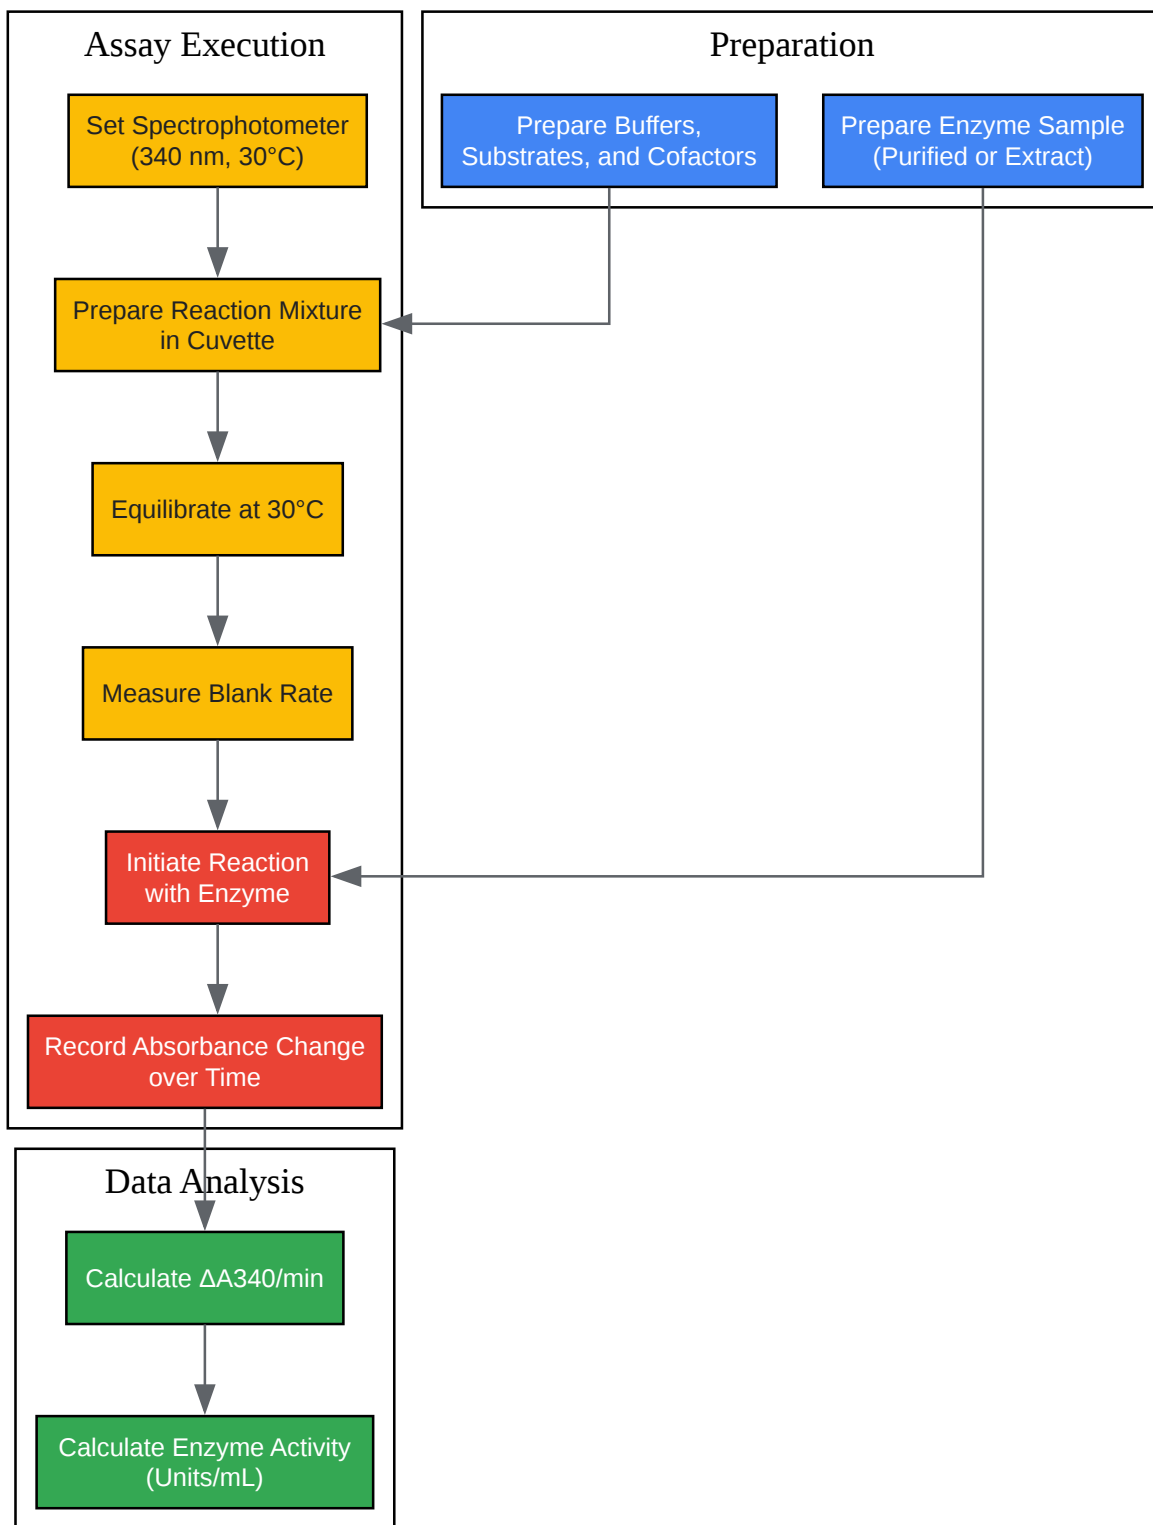 Assay Execution
Set Spectrophotometer
(340 nm, 30°C)
Prepare Reaction Mixture
in Cuvette
Equilibrate at 30°C
Measure Blank Rate
Initiate Reaction
with Enzyme
Record Absorbance Change
over Time
Preparation
Prepare Buffers,
Substrates, and Cofactors
Prepare Enzyme Sample
(Purified or Extract)
Data Analysis
Calculate ΔA340/min
Calculate Enzyme Activity
(Units/mL)